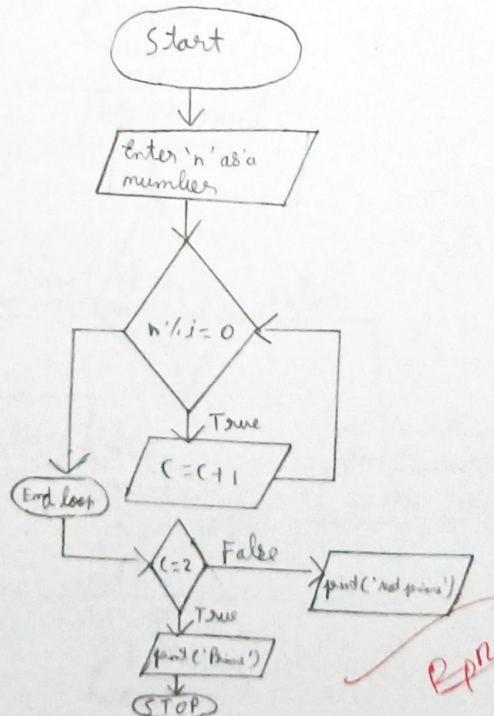 Start
Enter 'n' as a
number
n%i= 0
True
C=C+1
End loop
C=2
False
print('Not prime')
True
print('Prime')
STOP